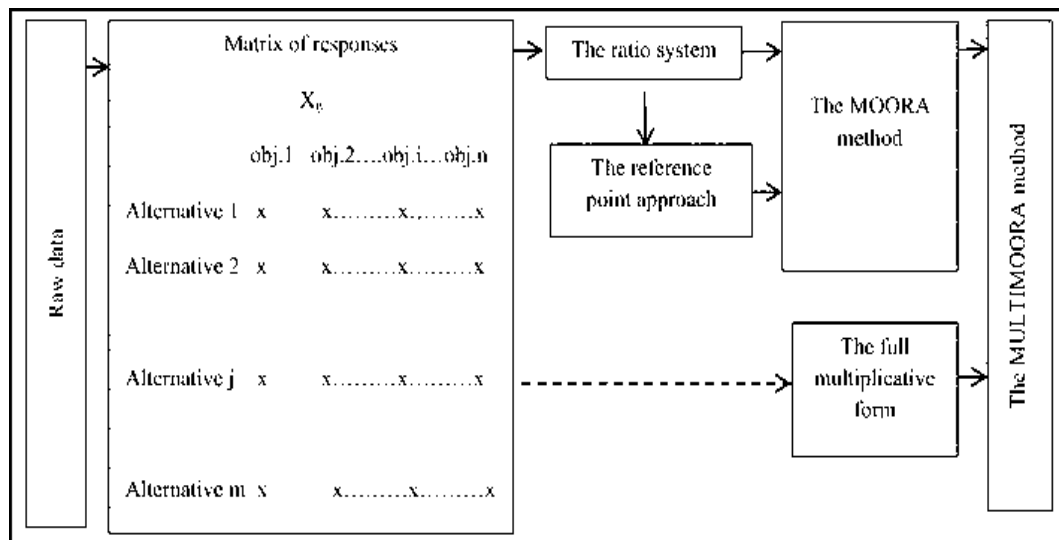 Raw data
Matrix of responses
obj.1 obj.2....obj.i...obj.n
Alternative 1 x x.........x.........x
Alternative 2 x x.........x.........x
Alternative j x x.........x.........x
Alternative m x x.........x.........x
The ratio system
The reference
point approach
The MOORA
method
The full
multiplicative
form
The MULTIMOORA method